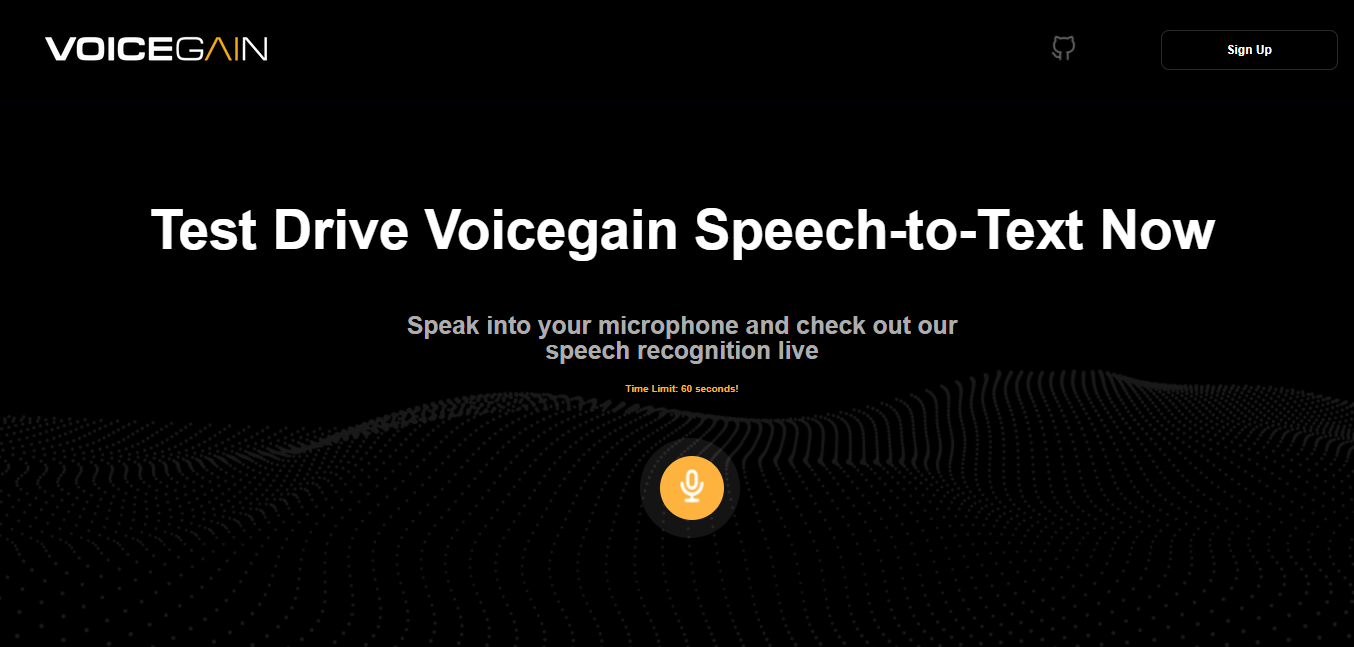 VOICEGAIN
Sign Up
Test Drive Voicegain Speech-to-Text Now
Speak into your microphone and check out our
speech recognition live
Time Limit: 60 seconds!